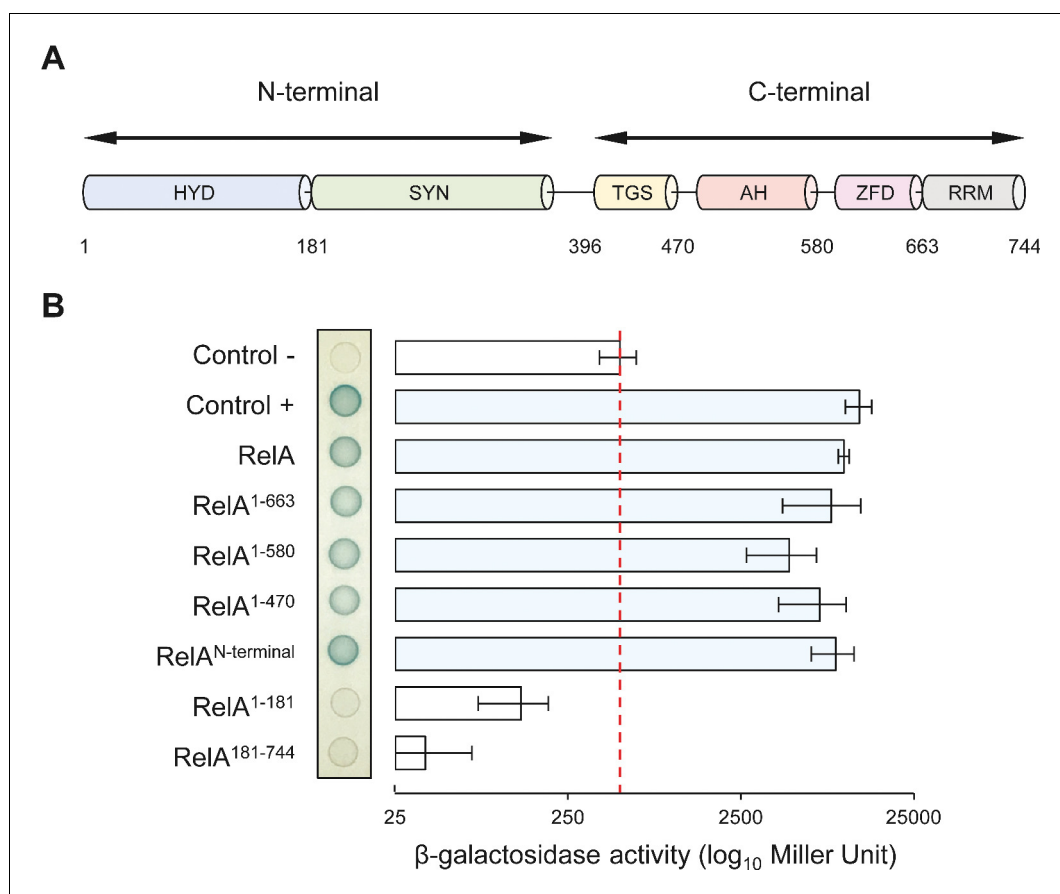 A
N-terminal C-terminal
HYD SYN TGS AH ZFD RRM
1 181 396 470 580 663 744
B
Control -
Control +
RelA
RelA1-663
RelA1-580
RelA1-470
RelAN-terminal
RelA1-181
RelA181-744
25 250 2500 25000
β-galactosidase activity (log10 Miller Unit)